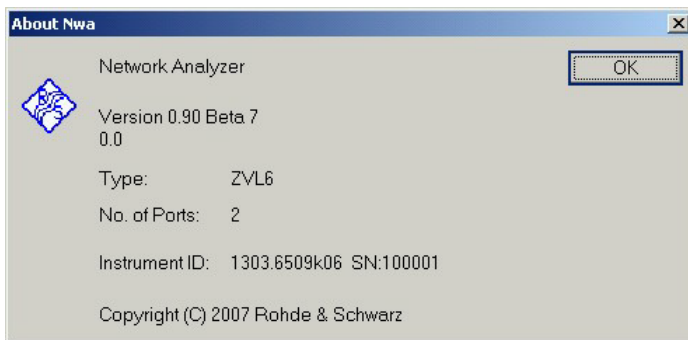 About Nwa
Network Analyzer
OK
Version 0.90 Beta 7
0.0
Type: ZVL6
No. of Ports: 2
Instrument ID: 1303.6509k06 SN:100001
Copyright (C) 2007 Rohde & Schwarz